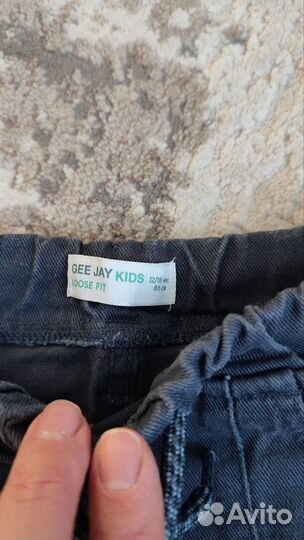 GEE JAY KIDS
LOOSE FIT
12/18 мес
86 см
Avito